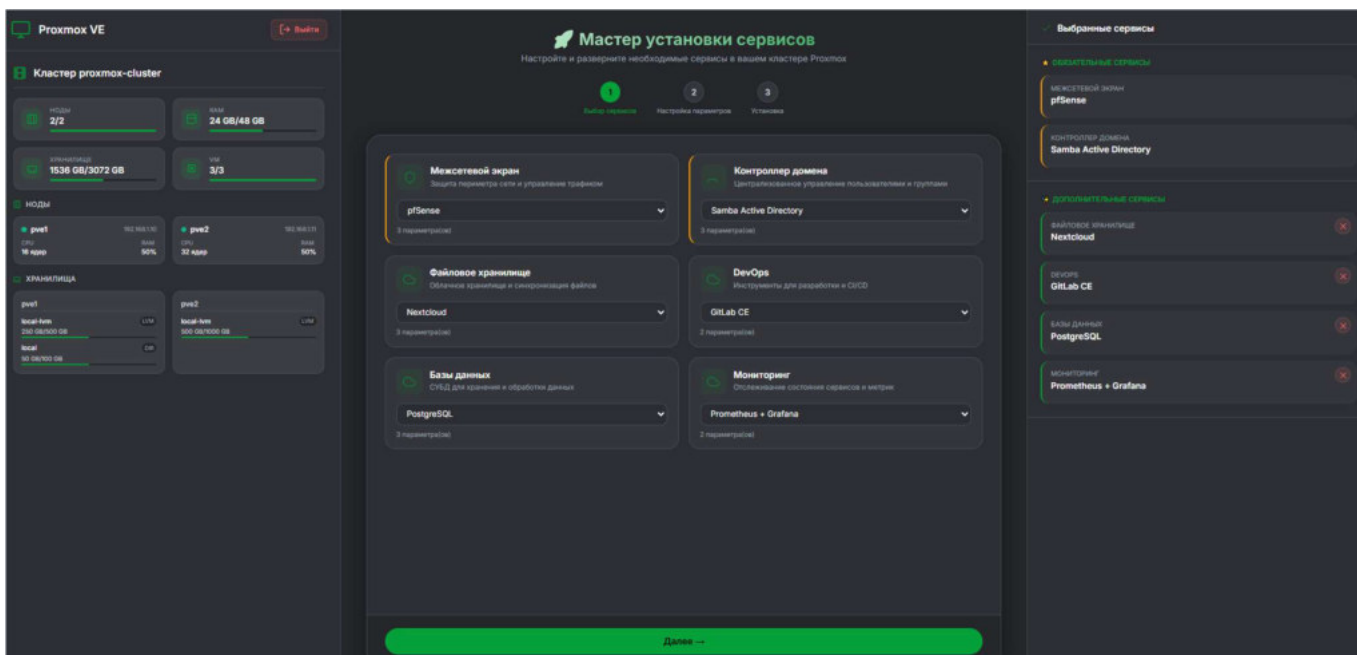 Proxmox VE
Выйти
Кластер proxmox-cluster
НОДЫ
2/2
RAM
24 GB/48 GB
ХРАНИЛИЩЕ
1536 GB/3072 GB
VM
3/3
НОДЫ
pve1 192.168.1.10
CPU RAM
16 ядер 50%
pve2 192.168.1.11
CPU RAM
32 ядер 50%
ХРАНИЛИЩА
pve1
local-lvm LVM
250 GB/500 GB
local DIR
50 GB/100 GB
pve2
local-lvm LVM
500 GB/1000 GB
Мастер установки сервисов
Настройте и разверните необходимые сервисы в вашем кластере Proxmox
1 2 3
Выбор сервисов Настройка параметров Установка
Межсетевой экран
Защита периметра сети и управление трафиком
pfSense
3 параметра(ов)
Контроллер домена
Централизованное управление пользователями и группами
Samba Active Directory
3 параметра(ов)
Файловое хранилище
Облачное хранилище и синхронизация файлов
Nextcloud
3 параметра(ов)
DevOps
Инструменты для разработки и CI/CD
GitLab CE
2 параметра(ов)
Базы данных
СУБД для хранения и обработки данных
PostgreSQL
3 параметра(ов)
Мониторинг
Отслеживание состояния сервисов и метрик
Prometheus + Grafana
2 параметра(ов)
Далее →
Выбранные сервисы
ОБЯЗАТЕЛЬНЫЕ СЕРВИСЫ
МЕЖСЕТЕВОЙ ЭКРАН
pfSense
КОНТРОЛЛЕР ДОМЕНА
Samba Active Directory
ДОПОЛНИТЕЛЬНЫЕ СЕРВИСЫ
ФАЙЛОВОЕ ХРАНИЛИЩЕ
Nextcloud
DEVOPS
GitLab CE
БАЗЫ ДАННЫХ
PostgreSQL
МОНИТОРИНГ
Prometheus + Grafana